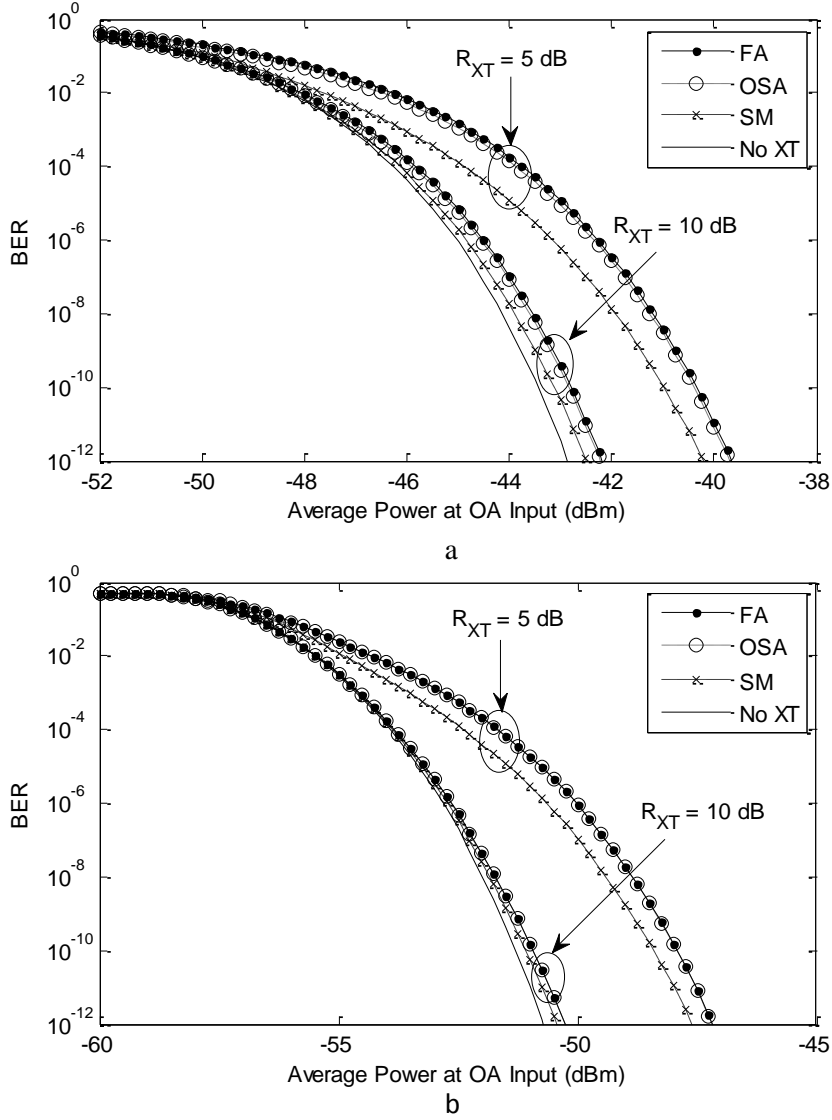 10^0
10^-2
10^-4
10^-6
10^-8
10^-10
10^-12
BER
R_XT = 5 dB
R_XT = 10 dB
FA
OSA
SM
No XT
-52 -50 -48 -46 -44 -42 -40 -38
Average Power at OA Input (dBm)
a
10^0
10^-2
10^-4
10^-6
10^-8
10^-10
10^-12
BER
R_XT = 5 dB
R_XT = 10 dB
FA
OSA
SM
No XT
-60 -55 -50 -45
Average Power at OA Input (dBm)
b